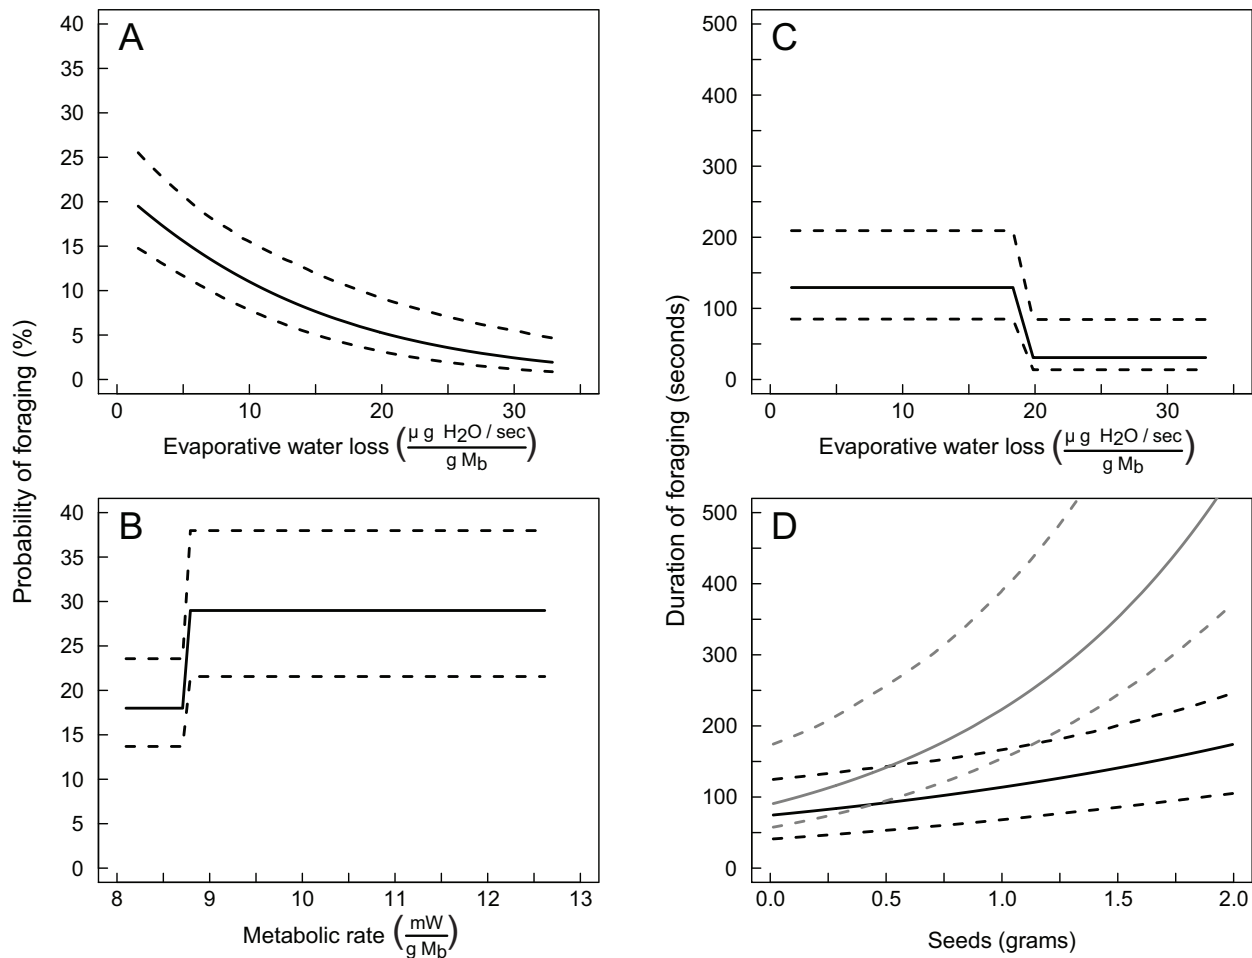 Probability of foraging (%)
A
40
35
30
25
20
15
10
5
0
0 10 20 30
Evaporative water loss (µ g H2O / sec / g Mb)
B
40
35
30
25
20
15
10
5
0
8 9 10 11 12 13
Metabolic rate (mW / g Mb)
Duration of foraging (seconds)
C
500
400
300
200
100
0
0 10 20 30
Evaporative water loss (µ g H2O / sec / g Mb)
D
500
400
300
200
100
0
0.0 0.5 1.0 1.5 2.0
Seeds (grams)